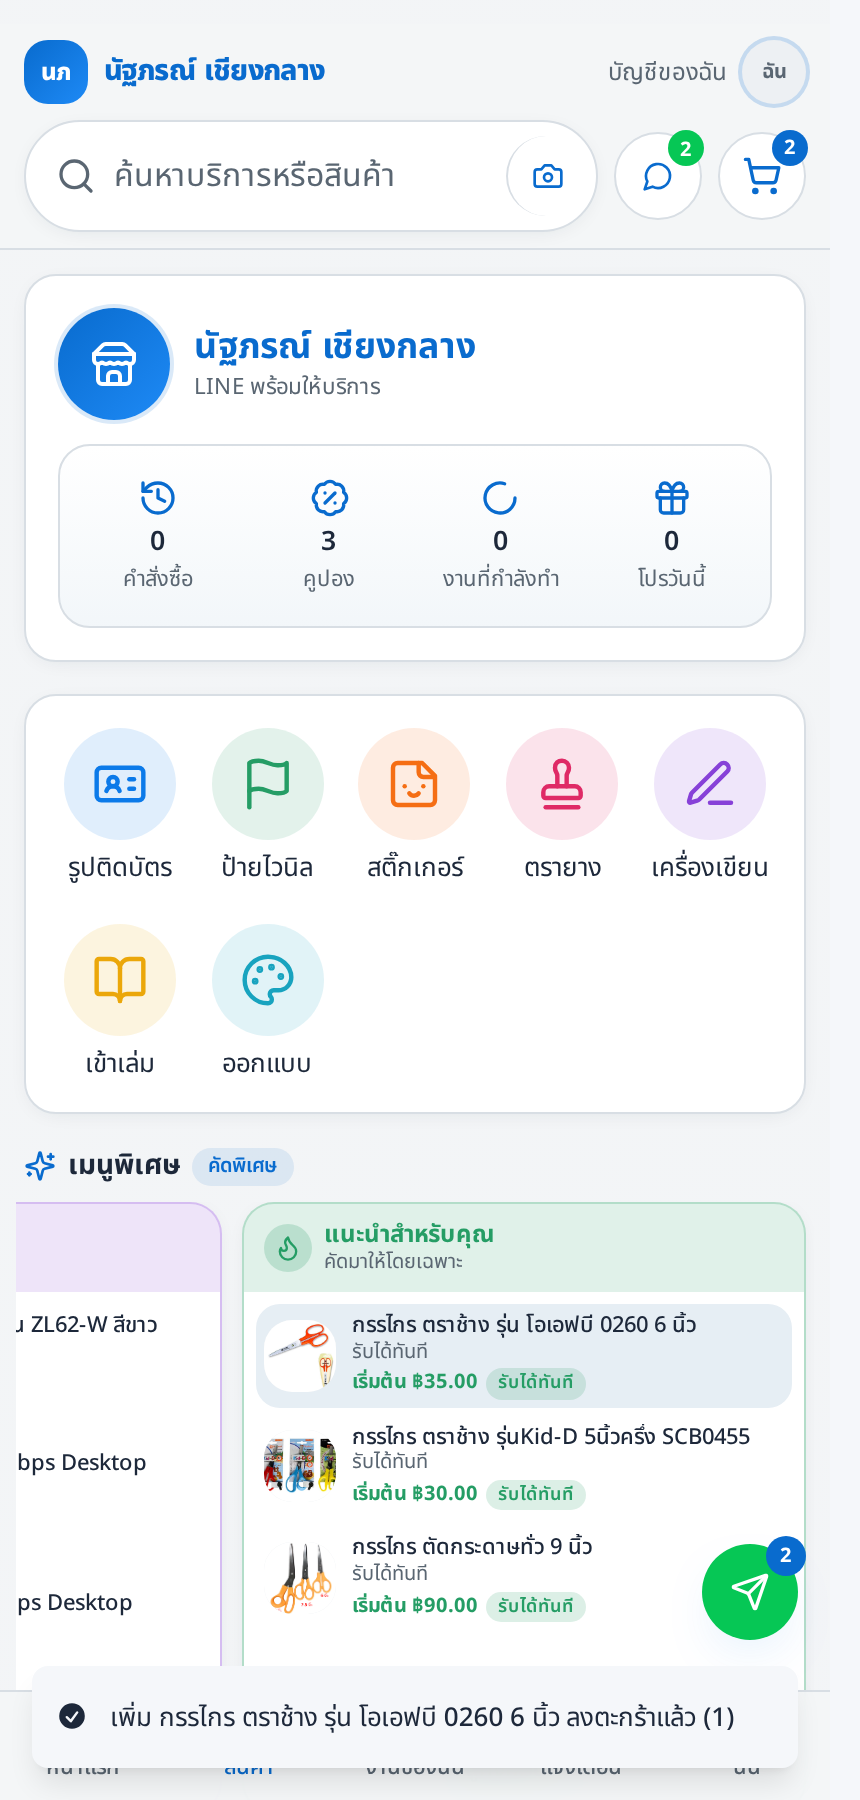 นภ
นัฐภรณ์ เชียงกลาง
บัญชีของฉัน
ฉัน
ค้นหาบริการหรือสินค้า
2
2
นัฐภรณ์ เชียงกลาง
LINE พร้อมให้บริการ
0
3
0
0
คำสั่งซื้อ
คูปอง
งานที่กำลังทำ
โปรวันนี้
รูปติดบัตร
ป้ายไวนิล
สติ๊กเกอร์
ตรายาง
เครื่องเขียน
เข้าเล่ม
ออกแบบ
เมนูพิเศษ
คัดพิเศษ
ZL62-W สีขาว
bps Desktop
ps Desktop
แนะนำสำหรับคุณ
คัดมาให้โดยเฉพาะ
กรรไกร ตราช้าง รุ่น โอเอฟบี 0260 6 นิ้ว
รับได้ทันที
เริ่มต้น ฿35.00 รับได้ทันที
กรรไกร ตราช้าง รุ่นKid-D 5นิ้วครึ่ง SCB0455
รับได้ทันที
เริ่มต้น ฿30.00 รับได้ทันที
กรรไกร ตัดกระดาษทั่ว 9 นิ้ว
รับได้ทันที
เริ่มต้น ฿90.00 รับได้ทันที
2
เพิ่ม กรรไกร ตราช้าง รุ่น โอเอฟบี 0260 6 นิ้ว ลงตะกร้าแล้ว (1)